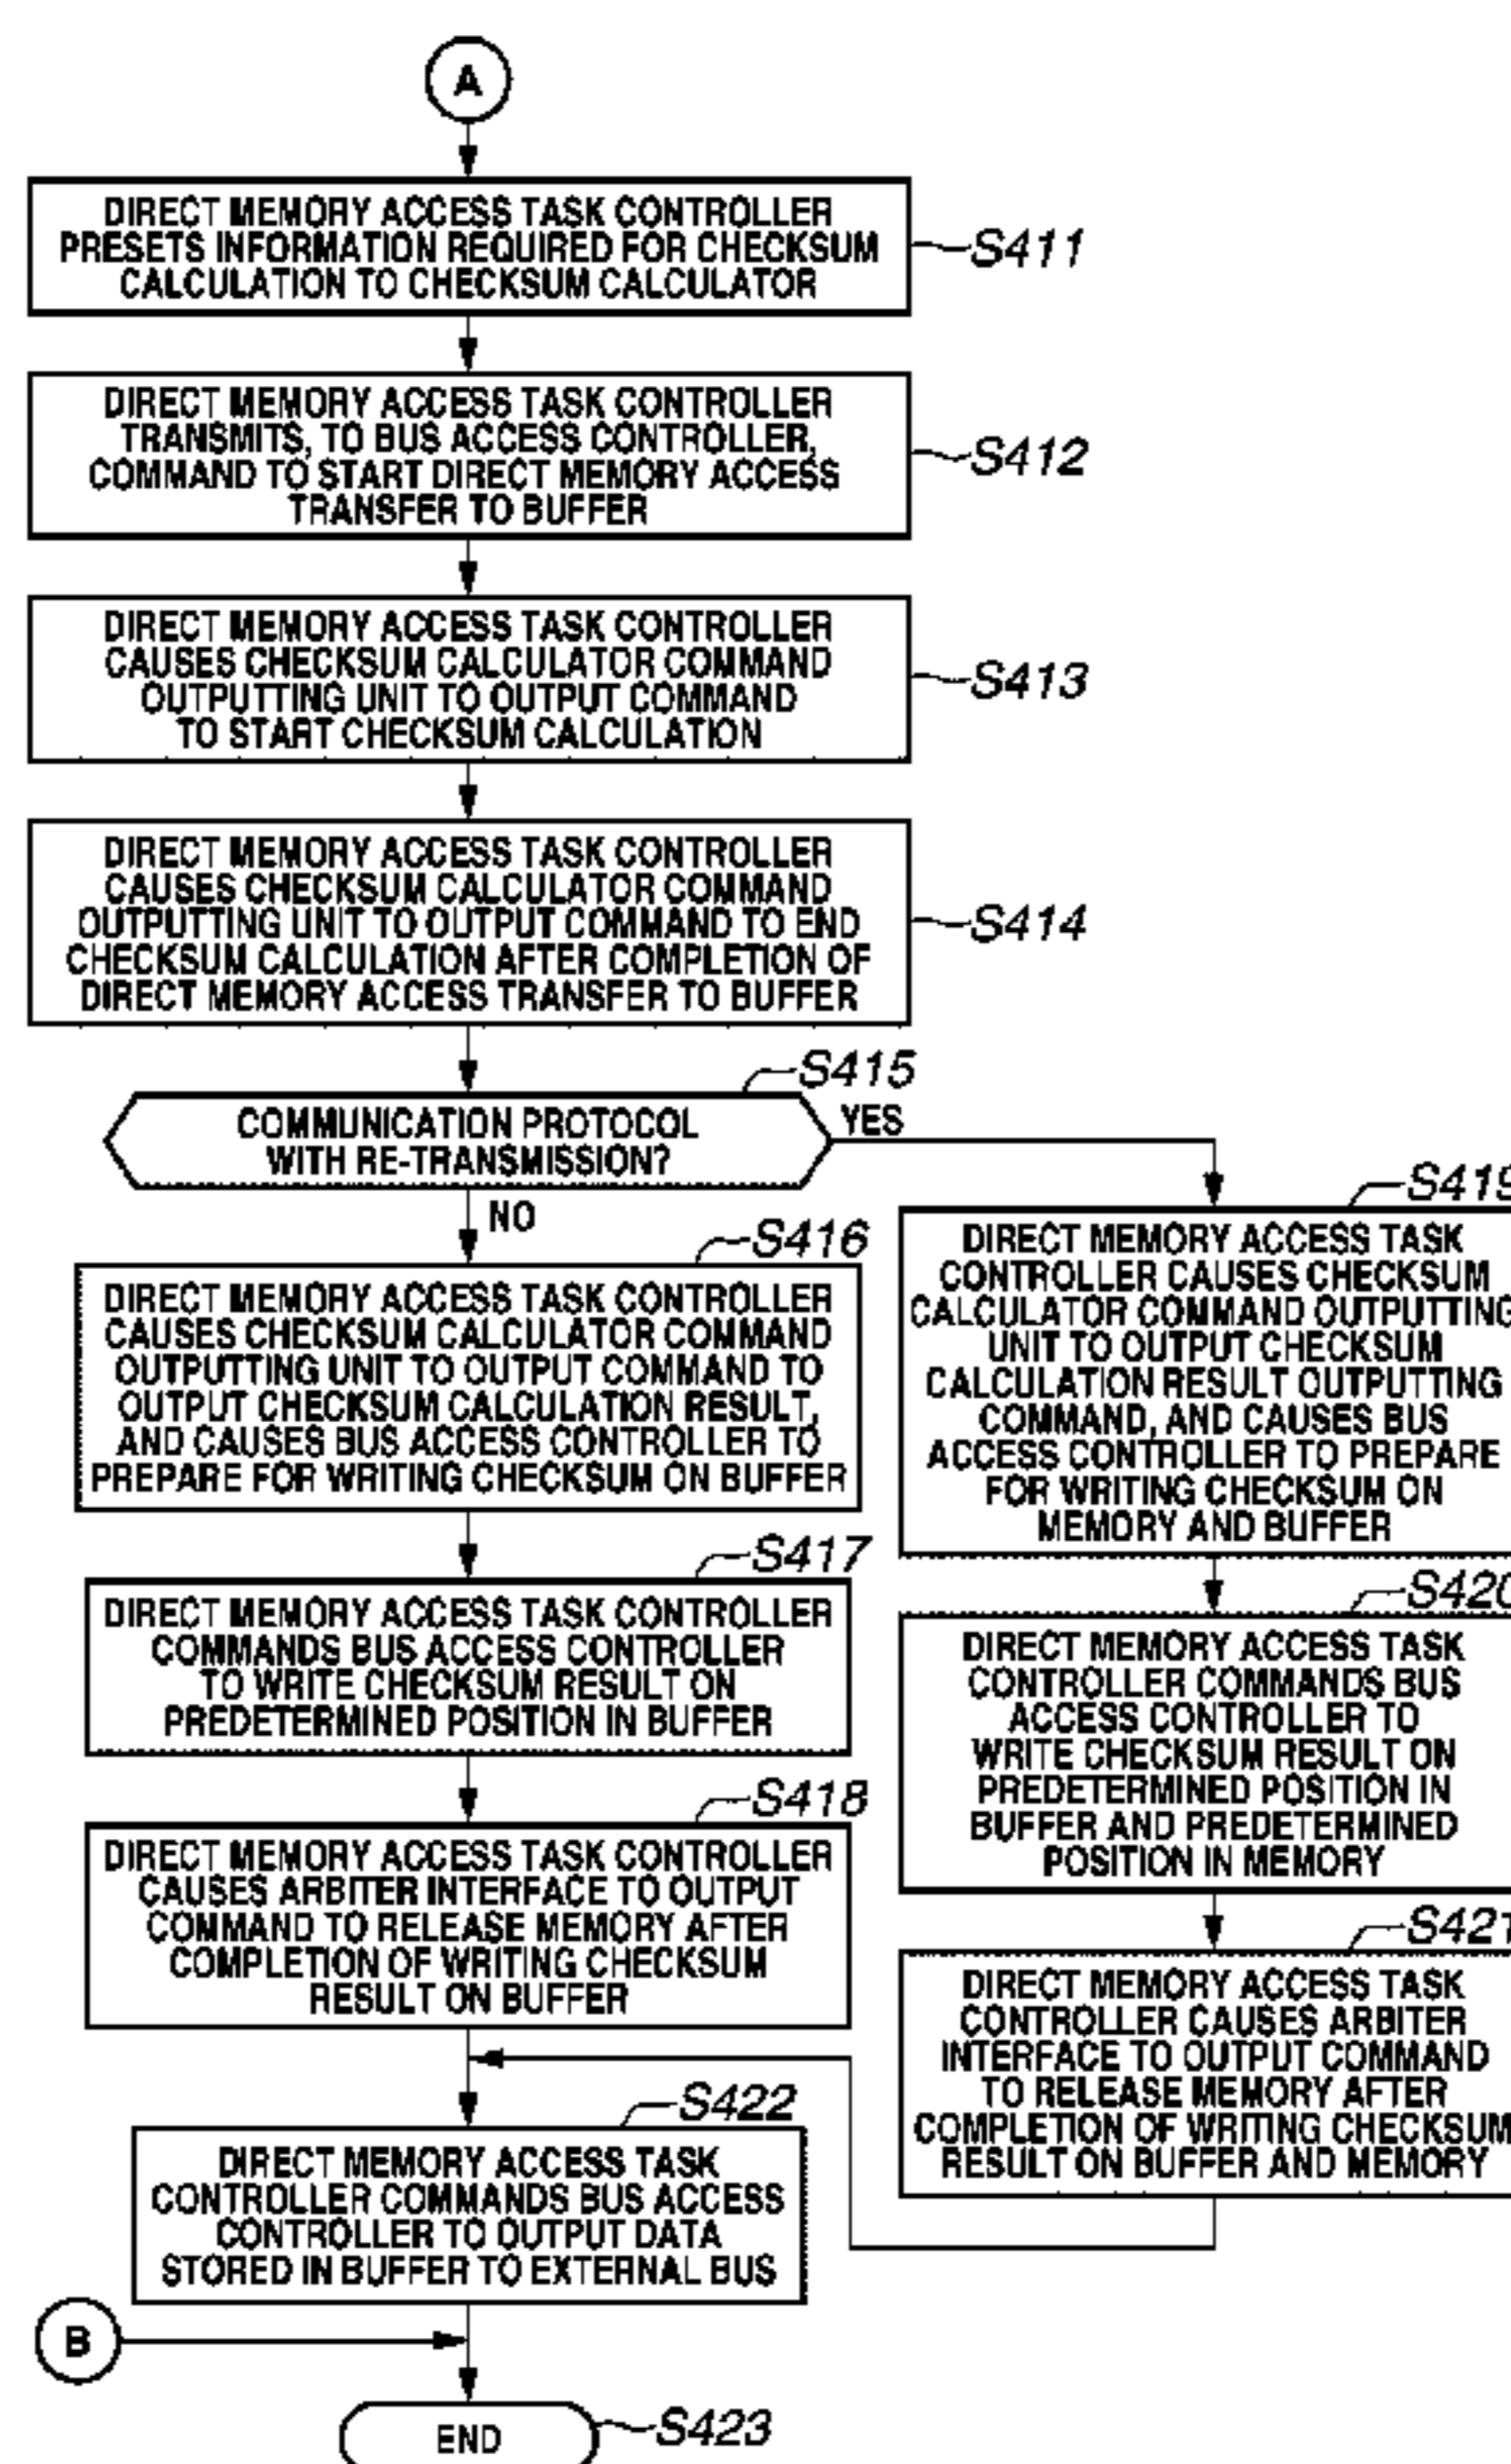 A
DIRECT MEMORY ACCESS TASK CONTROLLER
PRESETS INFORMATION REQUIRED FOR CHECKSUM
CALCULATION TO CHECKSUM CALCULATOR
S411
DIRECT MEMORY ACCESS TASK CONTROLLER
TRANSMITS, TO BUS ACCESS CONTROLLER,
COMMAND TO START DIRECT MEMORY ACCESS
TRANSFER TO BUFFER
S412
DIRECT MEMORY ACCESS TASK CONTROLLER
CAUSES CHECKSUM CALCULATOR COMMAND
OUTPUTTING UNIT TO OUTPUT COMMAND
TO START CHECKSUM CALCULATION
S413
DIRECT MEMORY ACCESS TASK CONTROLLER
CAUSES CHECKSUM CALCULATOR COMMAND
OUTPUTTING UNIT TO OUTPUT COMMAND TO END
CHECKSUM CALCULATION AFTER COMPLETION OF
DIRECT MEMORY ACCESS TRANSFER TO BUFFER
S414
S415
COMMUNICATION PROTOCOL
WITH RE-TRANSMISSION?
YES
NO
S416
DIRECT MEMORY ACCESS TASK CONTROLLER
CAUSES CHECKSUM CALCULATOR COMMAND
OUTPUTTING UNIT TO OUTPUT COMMAND TO
OUTPUT CHECKSUM CALCULATION RESULT,
AND CAUSES BUS ACCESS CONTROLLER TO
PREPARE FOR WRITING CHECKSUM ON BUFFER
S417
DIRECT MEMORY ACCESS TASK CONTROLLER
COMMANDS BUS ACCESS CONTROLLER
TO WRITE CHECKSUM RESULT ON
PREDETERMINED POSITION IN BUFFER
S418
DIRECT MEMORY ACCESS TASK CONTROLLER
CAUSES ARBITER INTERFACE TO OUTPUT
COMMAND TO RELEASE MEMORY AFTER
COMPLETION OF WRITING CHECKSUM
RESULT ON BUFFER
S419
DIRECT MEMORY ACCESS TASK
CONTROLLER CAUSES CHECKSUM
CALCULATOR COMMAND OUTPUTTING
UNIT TO OUTPUT CHECKSUM
CALCULATION RESULT OUTPUTTING
COMMAND, AND CAUSES BUS
ACCESS CONTROLLER TO PREPARE
FOR WRITING CHECKSUM ON
MEMORY AND BUFFER
S420
DIRECT MEMORY ACCESS TASK
CONTROLLER COMMANDS BUS
ACCESS CONTROLLER TO
WRITE CHECKSUM RESULT ON
PREDETERMINED POSITION IN
BUFFER AND PREDETERMINED
POSITION IN MEMORY
S421
DIRECT MEMORY ACCESS TASK
CONTROLLER CAUSES ARBITER
INTERFACE TO OUTPUT COMMAND
TO RELEASE MEMORY AFTER
COMPLETION OF WRITING CHECKSUM
RESULT ON BUFFER AND MEMORY
S422
DIRECT MEMORY ACCESS TASK
CONTROLLER COMMANDS BUS ACCESS
CONTROLLER TO OUTPUT DATA
STORED IN BUFFER TO EXTERNAL BUS
B
END
S423